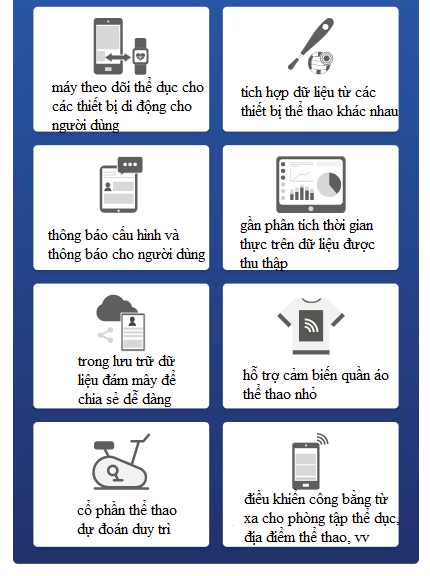 máy theo dõi thể dục cho
các thiết bị di động cho
người dùng
tích hợp dữ liệu từ các
thiết bị thể thao khác nhau
thông báo cấu hình và
thông báo cho người dùng
gần phân tích thời gian
thực trên dữ liệu được
thu thập
trong lưu trữ dữ
liệu đám mây để
chia sẻ dễ dàng
hỗ trợ cảm biến quần áo
thể thao nhỏ
cổ phần thể thao
dự đoán duy trì
điều khiển công bằng từ
xa cho phòng tập thể dục,
địa điểm thể thao, vv